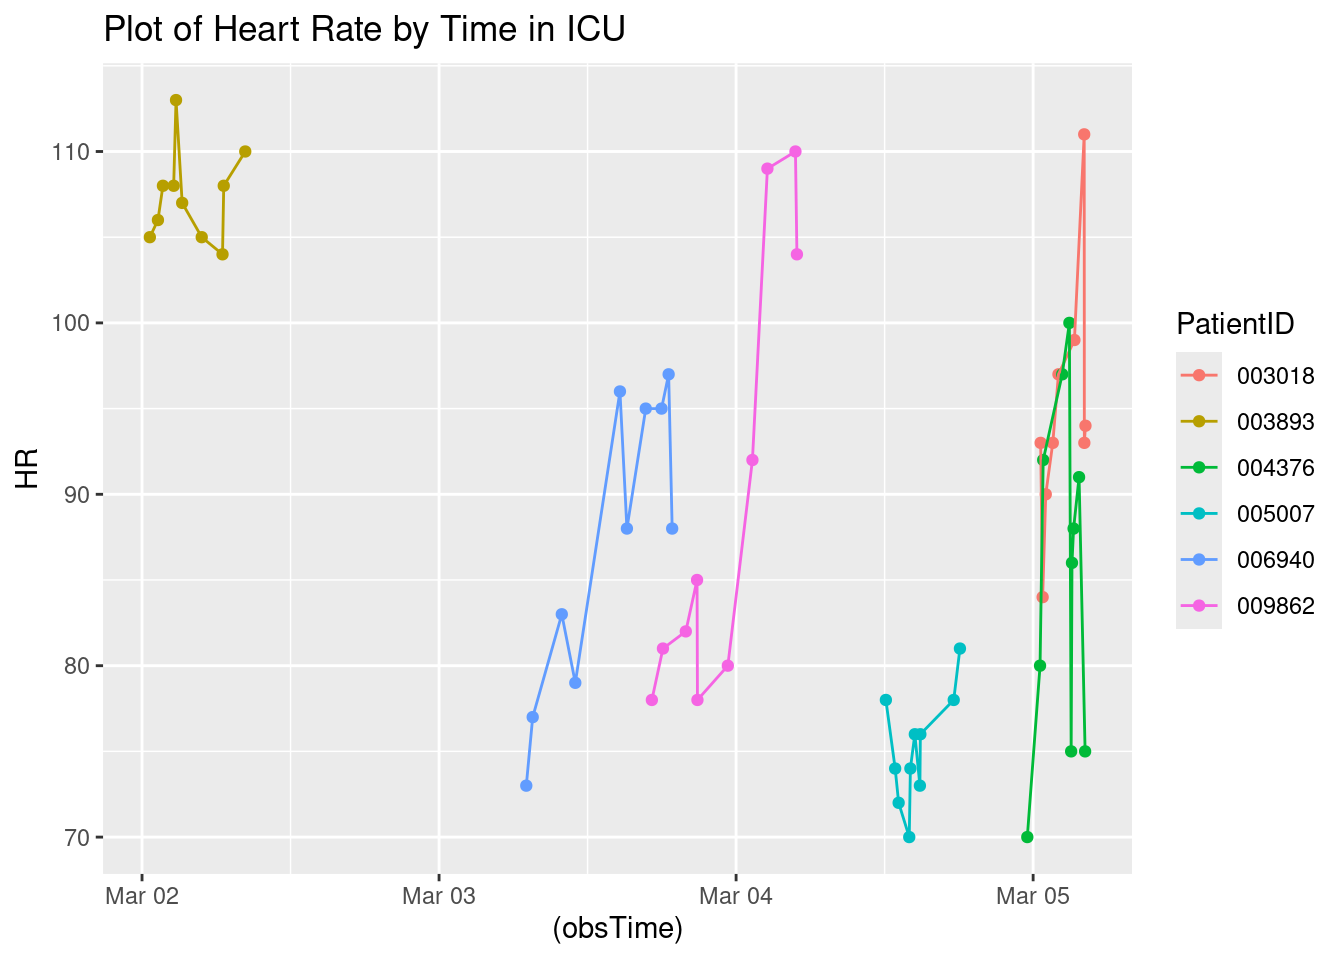 Plot of Heart Rate by Time in ICU
110
100
90
80
70
HR
Mar 02 Mar 03 Mar 04 Mar 05
(obsTime)
PatientID
003018
003893
004376
005007
006940
009862